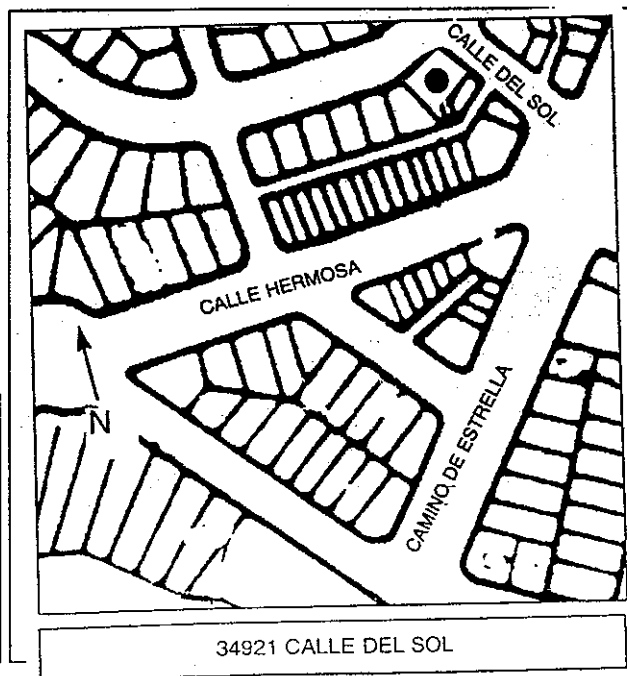 CALLE DEL SOL
CALLE HERMOSA
N
CAMINO DE ESTRELLA
34921 CALLE DEL SOL